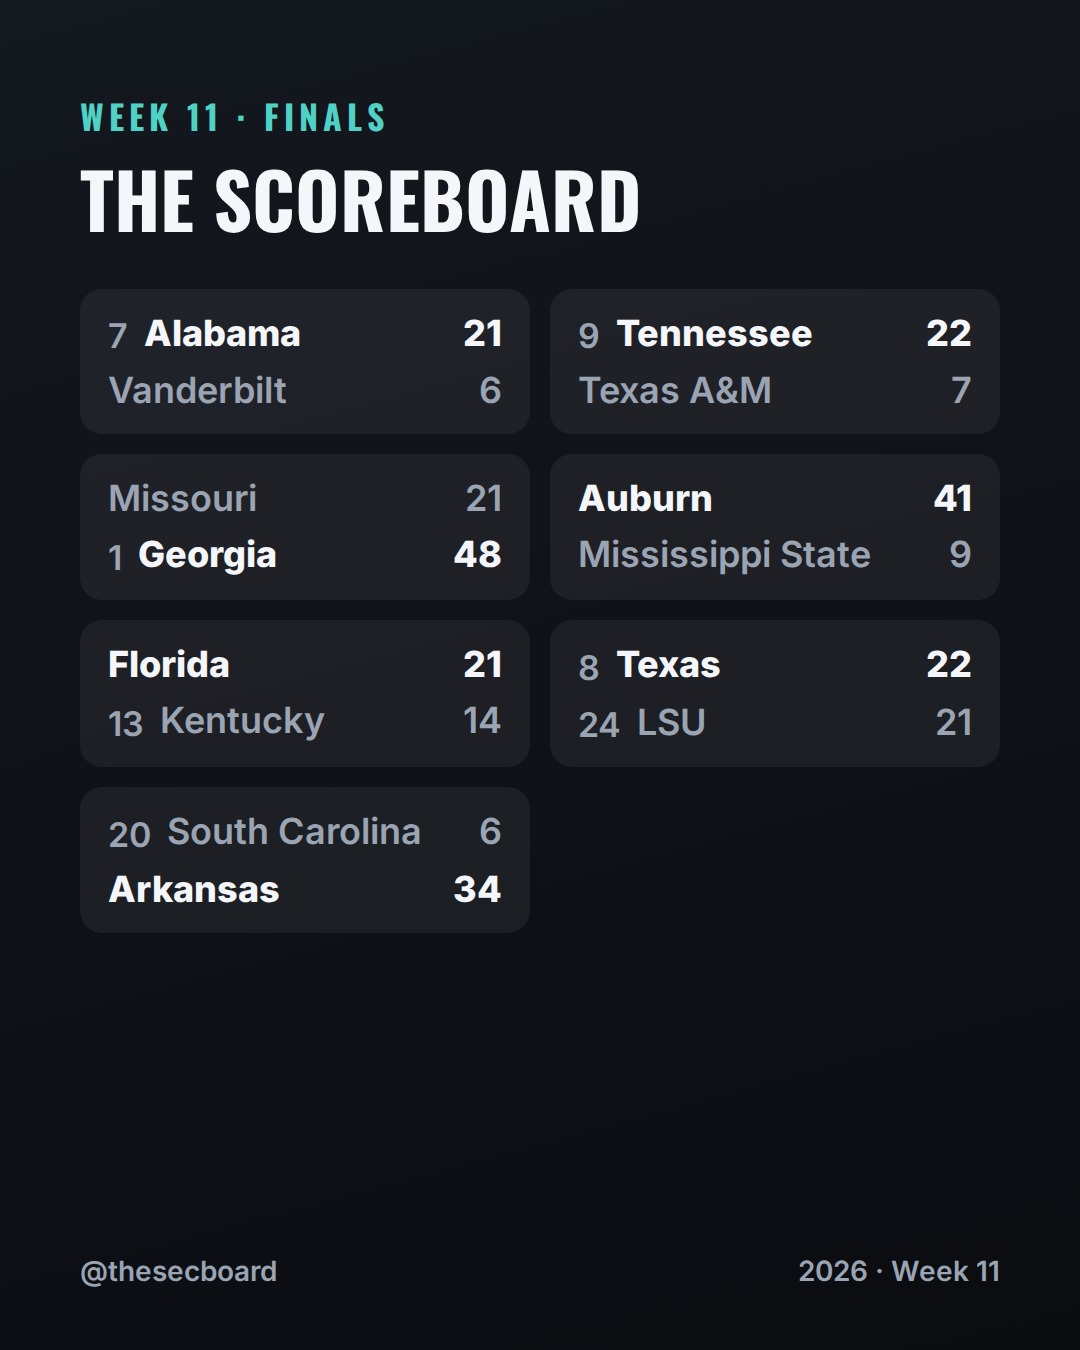 WEEK 11 · FINALS
THE SCOREBOARD
7 Alabama 21
Vanderbilt 6
9 Tennessee 22
Texas A&M 7
Missouri 21
1 Georgia 48
Auburn 41
Mississippi State 9
Florida 21
13 Kentucky 14
8 Texas 22
24 LSU 21
20 South Carolina 6
Arkansas 34
@thesecboard
2026 · Week 11